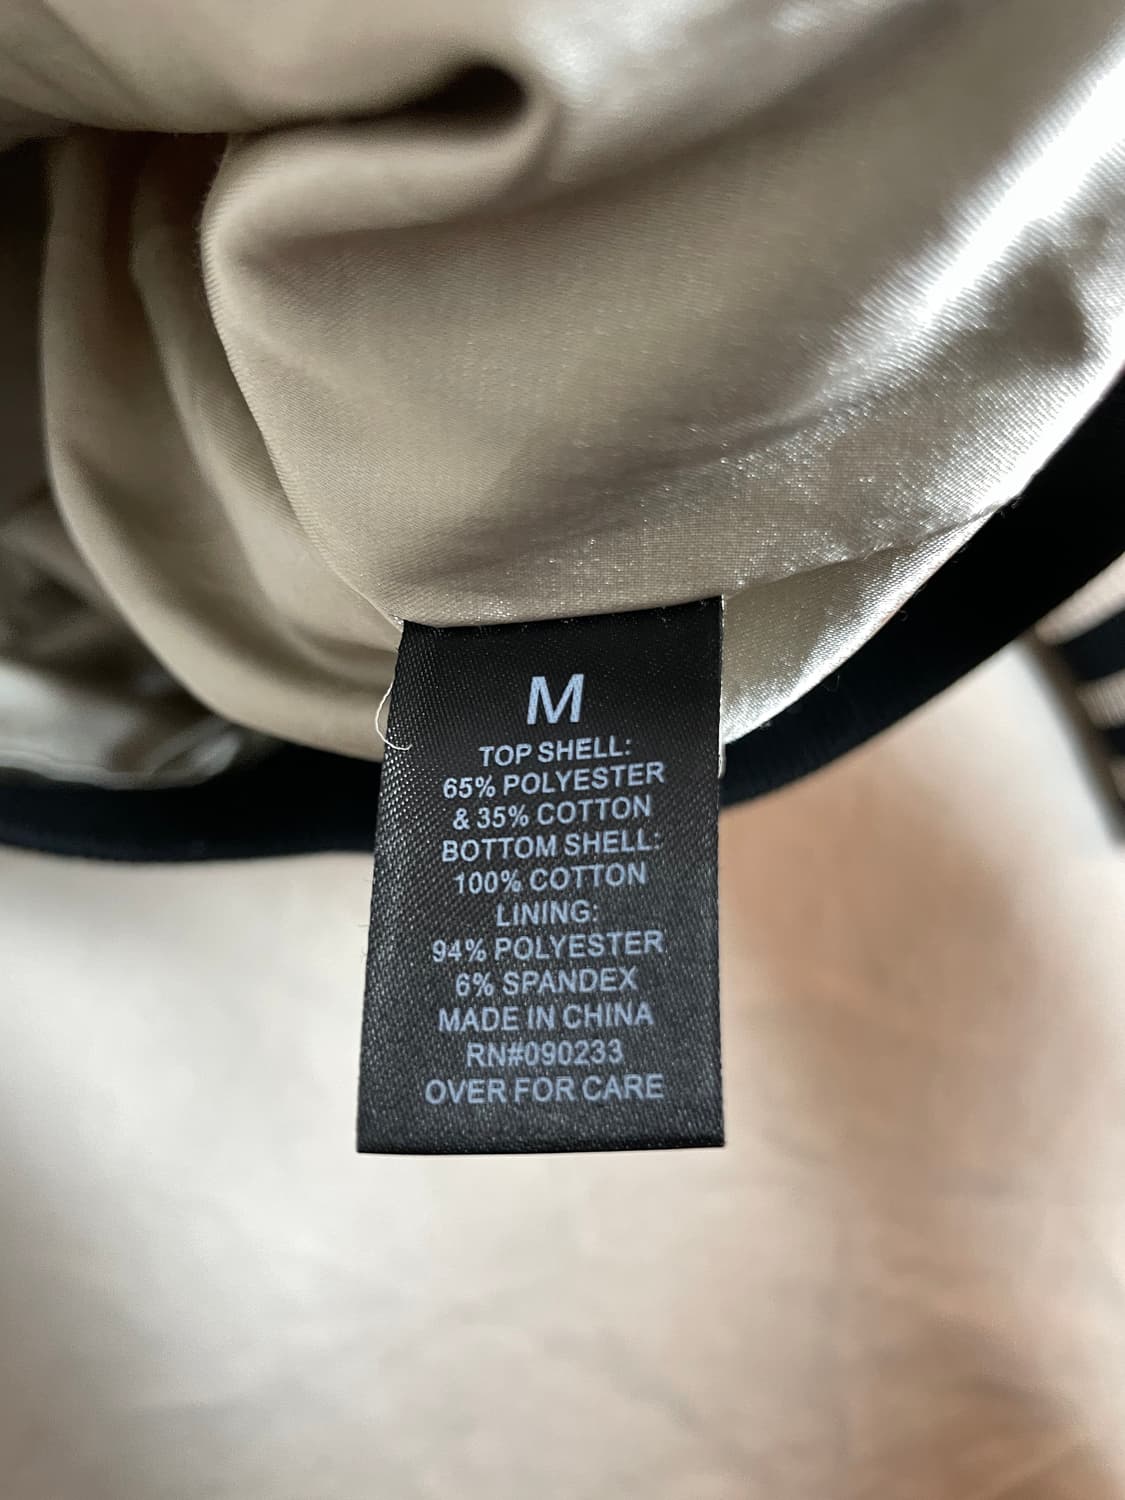 M
TOP SHELL:
65% POLYESTER
& 35% COTTON
BOTTOM SHELL:
100% COTTON
LINING:
94% POLYESTER
6% SPANDEX
MADE IN CHINA
RN#090233
OVER FOR CARE